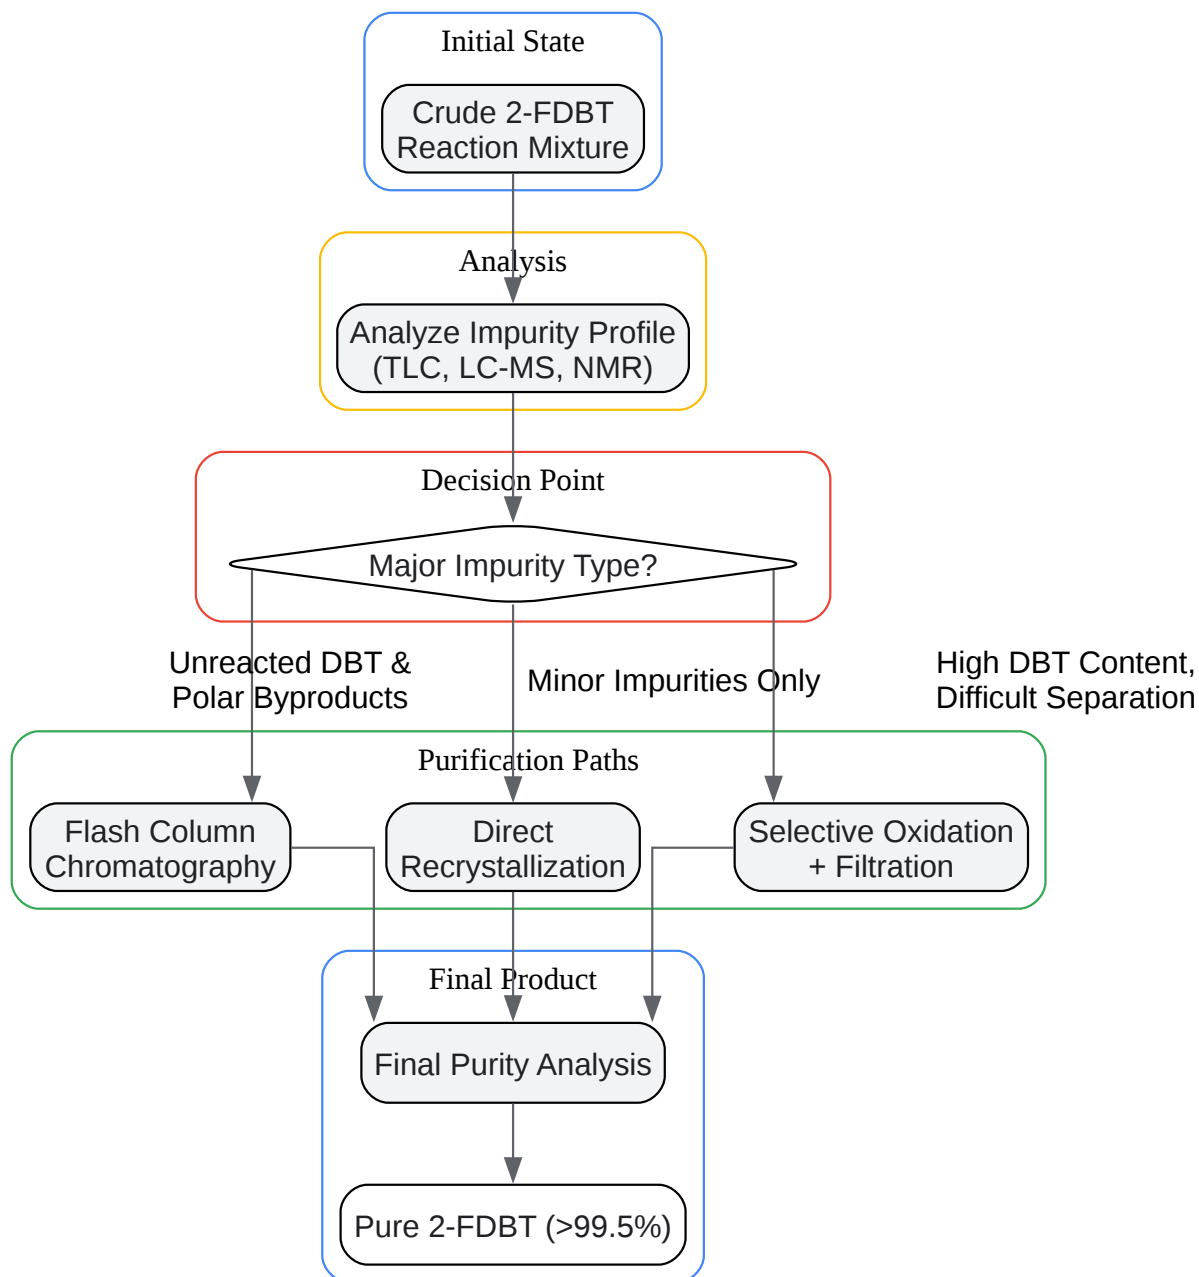 Initial State
Crude 2-FDBT
Reaction Mixture
Analysis
Analyze Impurity Profile
(TLC, LC-MS, NMR)
Decision Point
Major Impurity Type?
Unreacted DBT &
Polar Byproducts
Minor Impurities Only
High DBT Content,
Difficult Separation
Purification Paths
Flash Column
Chromatography
Direct
Recrystallization
Selective Oxidation
+ Filtration
Final Product
Final Purity Analysis
Pure 2-FDBT (>99.5%)